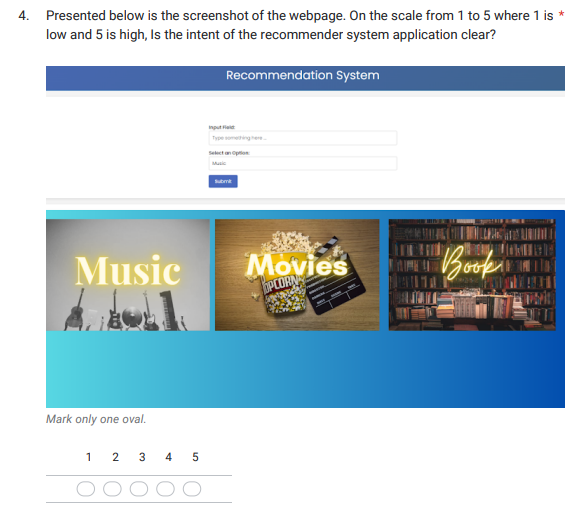 4. Presented below is the screenshot of the webpage. On the scale from 1 to 5 where 1 is *
low and 5 is high, Is the intent of the recommender system application clear?
Recommendation System
Input Field:
Type something here ..
Select an Option:
Music
Submit
Music
Movies
POPCORN
Book
Mark only one oval.
1 2 3 4 5